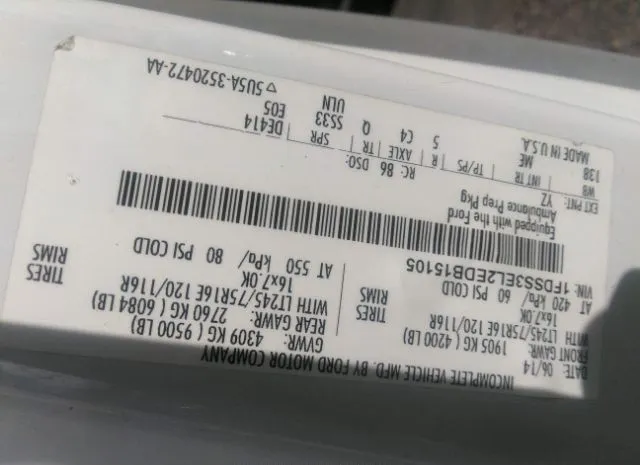 INCOMPLETE VEHICLE MFD. BY FORD MOTOR COMPANY
DATE: 06/14 GVWR: 4309 KG ( 9500 LB)
FRONT GAWR: 1905 KG ( 4200 LB) REAR GAWR: 2760 KG ( 6084 LB)
WITH LT245/75R16E 120/116R TIRES WITH LT245/75R16E 120/116R TIRES
16x7.0K RIMS 16x7.0K RIMS
AT 420 kPa/ 60 PSI COLD AT 550 kPa/ 80 PSI COLD
VIN: 1FDSS3EL2EDB15105
Equipped with the Ford
Ambulance Prep Pkg
EXT PNT: YZ RC: 86 DSO:
WB INT TR TP/PS R AXLE TR SPR DE414
138 ME 5 C4 Q SS33 E05
MADE IN U.S.A. ULN
5U5A-3520472-AA